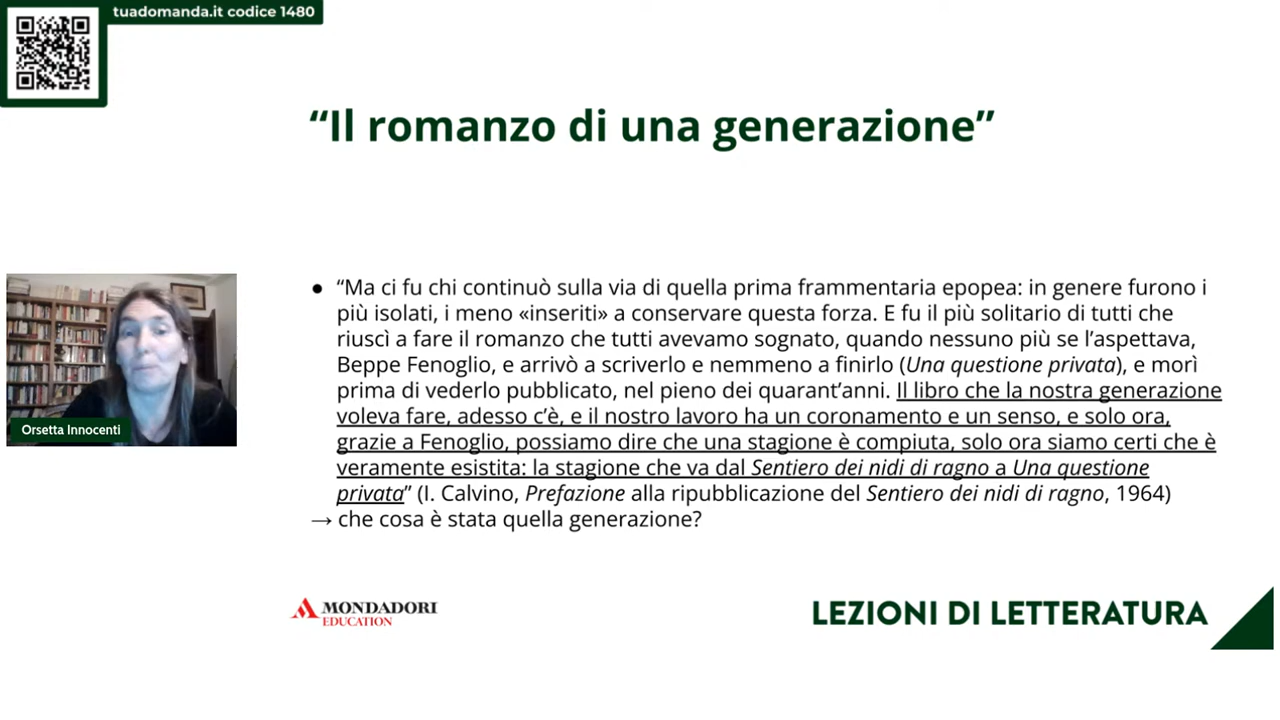 tuadomanda.it codice 1480
“Il romanzo di una generazione”
● “Ma ci fu chi continuò sulla via di quella prima frammentaria epopea: in genere furono i
più isolati, i meno «inseriti» a conservare questa forza. E fu il più solitario di tutti che
riuscì a fare il romanzo che tutti avevamo sognato, quando nessuno più se l’aspettava,
Beppe Fenoglio, e arrivò a scriverlo e nemmeno a finirlo (Una questione privata), e morì
prima di vederlo pubblicato, nel pieno dei quarant’anni. Il libro che la nostra generazione
voleva fare, adesso c’è, e il nostro lavoro ha un coronamento e un senso, e solo ora,
grazie a Fenoglio, possiamo dire che una stagione è compiuta, solo ora siamo certi che è
veramente esistita: la stagione che va dal Sentiero dei nidi di ragno a Una questione
privata” (I. Calvino, Prefazione alla ripubblicazione del Sentiero dei nidi di ragno, 1964)
→ che cosa è stata quella generazione?
Orsetta Innocenti
MONDADORI
EDUCATION
LEZIONI DI LETTERATURA